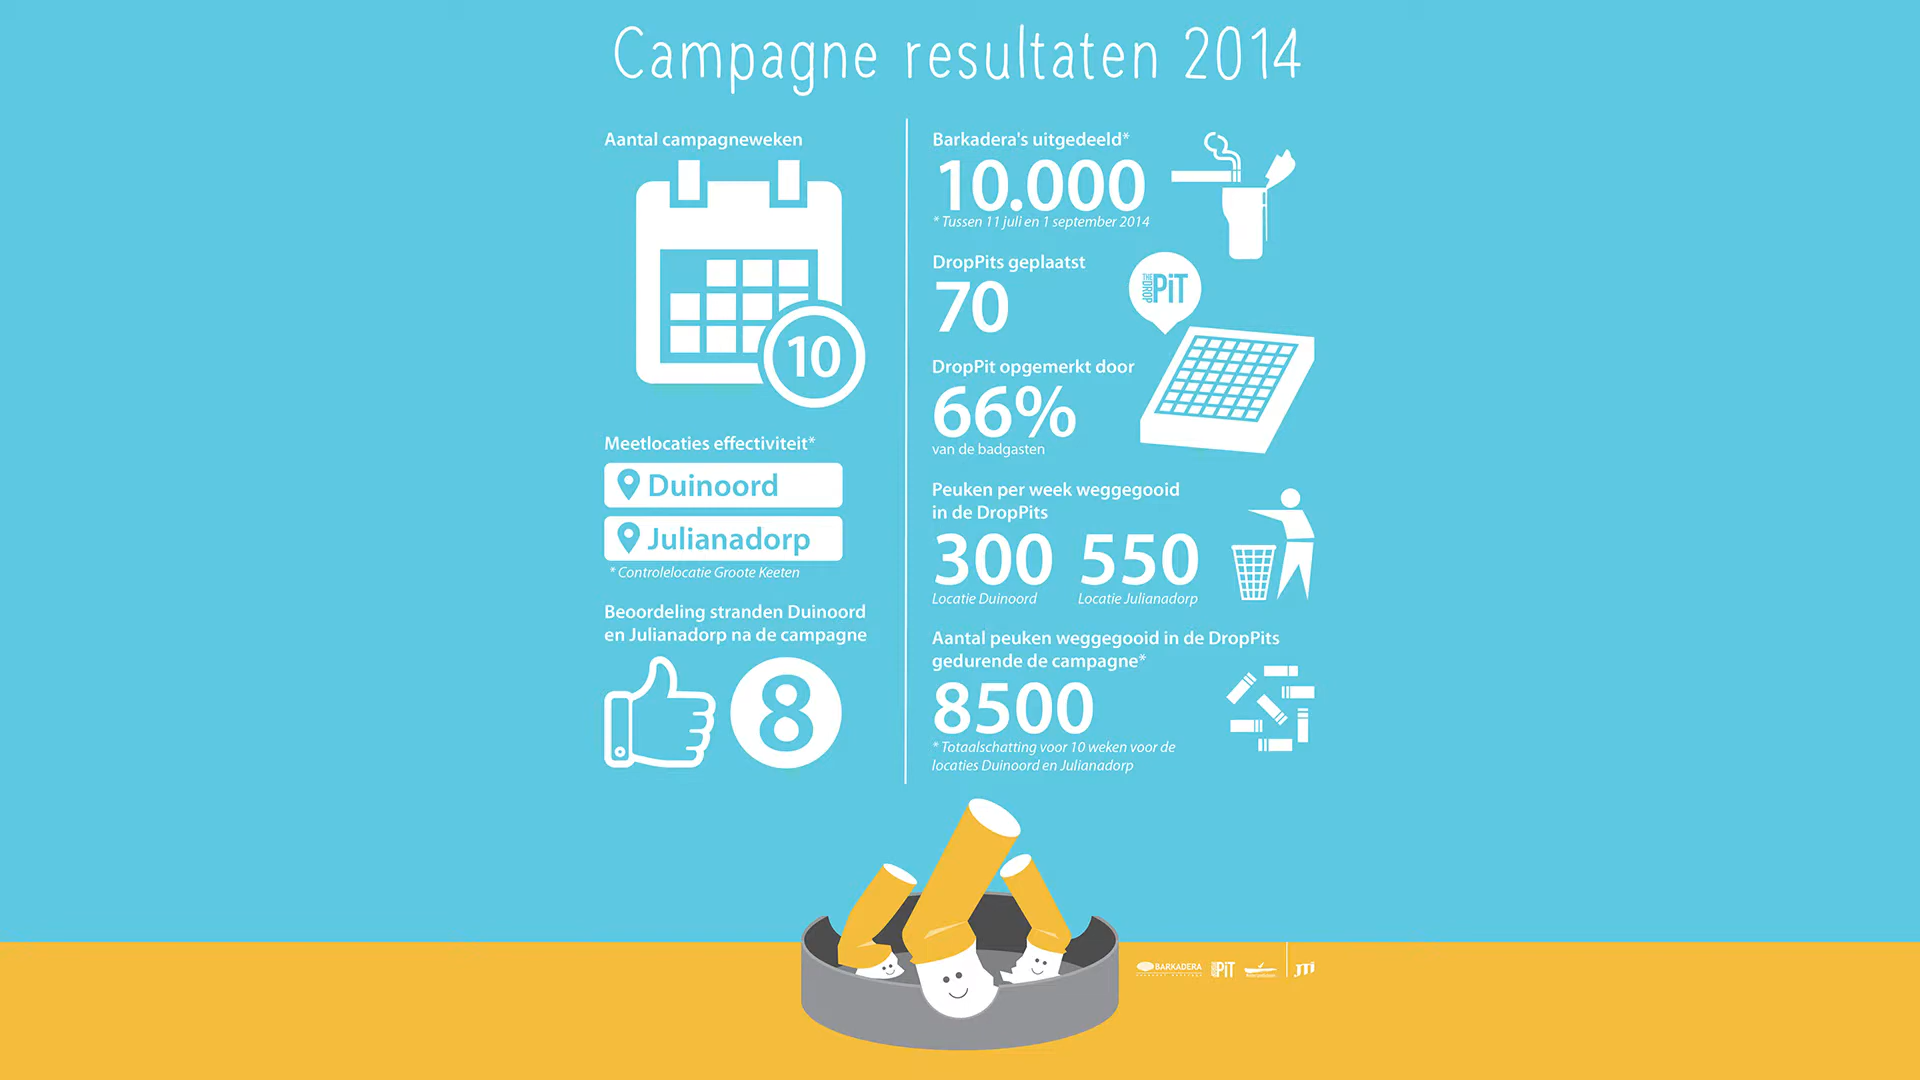 Campagne resultaten 2014
Aantal campagneweken
10
Meetlocaties effectiviteit*
Duinoord
Julianadorp
* Controlelocatie Groote Keeten
Beoordeling stranden Duinoord
en Julianadorp na de campagne
8
Barkadera's uitgedeeld*
10.000
* Tussen 11 juli en 1 september 2014
DropPits geplaatst
70
THE DROP PiT
DropPit opgemerkt door
66%
van de badgasten
Peuken per week weggegooid
in de DropPits
300 550
Locatie Duinoord Locatie Julianadorp
Aantal peuken weggegooid in de DropPits
gedurende de campagne*
8500
* Totaalschatting voor 10 weken voor de
locaties Duinoord en Julianadorp
BARKADERA PiT JTI